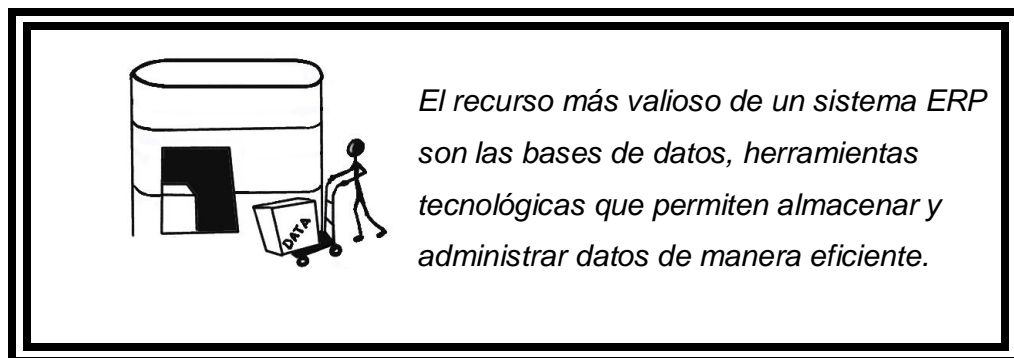 El recurso más valioso de un sistema ERP
son las bases de datos, herramientas
tecnológicas que permiten almacenar y
administrar datos de manera eficiente.
DATA